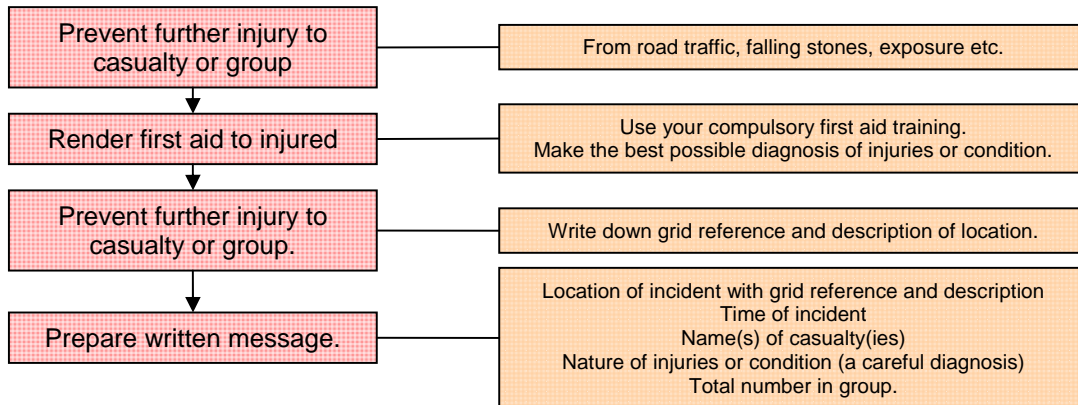 Prevent further injury to
casualty or group
From road traffic, falling stones, exposure etc.
Render first aid to injured
Use your compulsory first aid training.
Make the best possible diagnosis of injuries or condition.
Prevent further injury to
casualty or group.
Write down grid reference and description of location.
Prepare written message.
Location of incident with grid reference and description
Time of incident
Name(s) of casualty(ies)
Nature of injuries or condition (a careful diagnosis)
Total number in group.